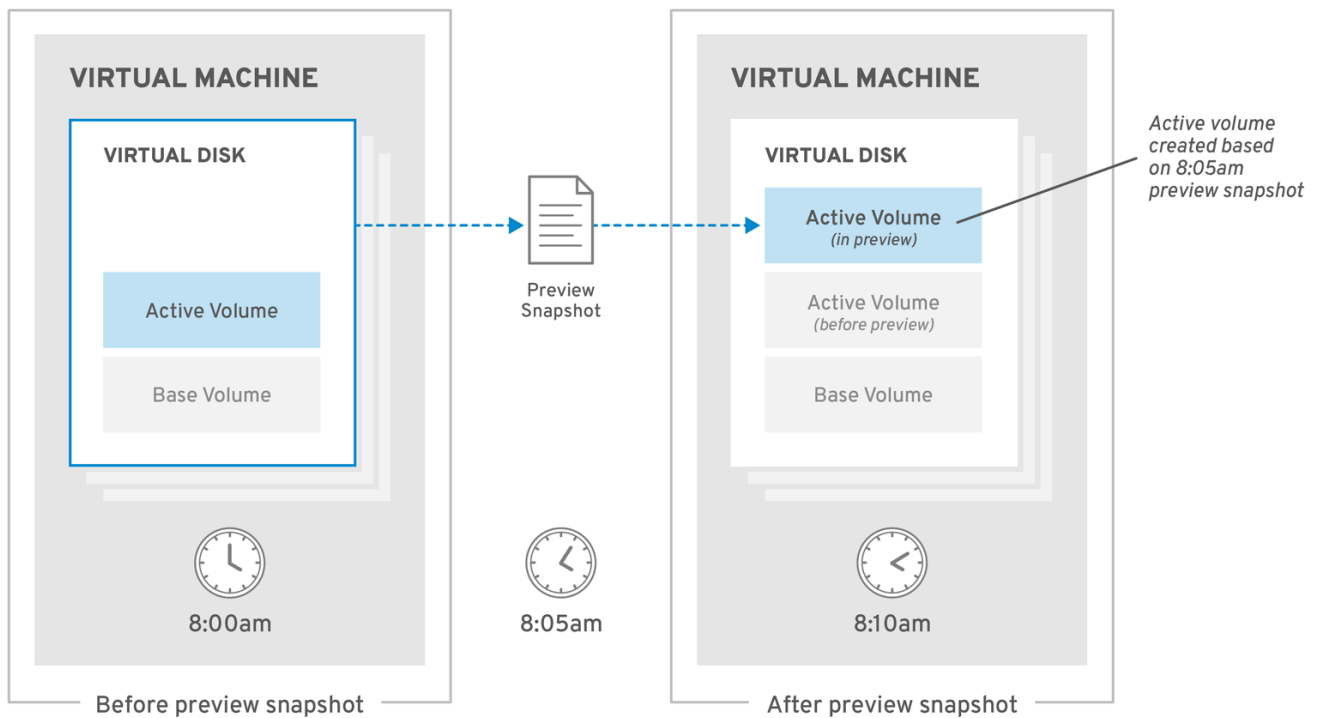 VIRTUAL MACHINE
VIRTUAL DISK
Active Volume
Base Volume
8:00am
Before preview snapshot
Preview
Snapshot
8:05am
VIRTUAL MACHINE
VIRTUAL DISK
Active Volume
(in preview)
Active Volume
(before preview)
Base Volume
8:10am
After preview snapshot
Active volume
created based
on 8:05am
preview snapshot